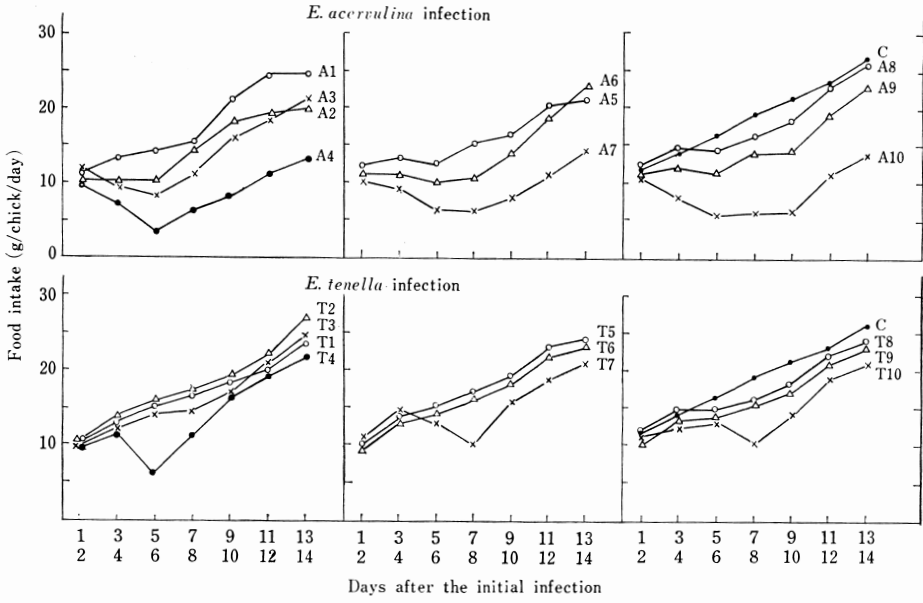 E. acervulina infection
Food intake (g/chick/day)
30
20
10
0
A1
A3
A2
A4
A6
A5
A7
C
A8
A9
A10
E. tenella infection
30
20
10
T2
T3
T1
T4
T5
T6
T7
C
T8
T9
T10
1 3 5 7 9 11 13 1 3 5 7 9 11 13 1 3 5 7 9 11 13
2 4 6 8 10 12 14 2 4 6 8 10 12 14 2 4 6 8 10 12 14
Days after the initial infection